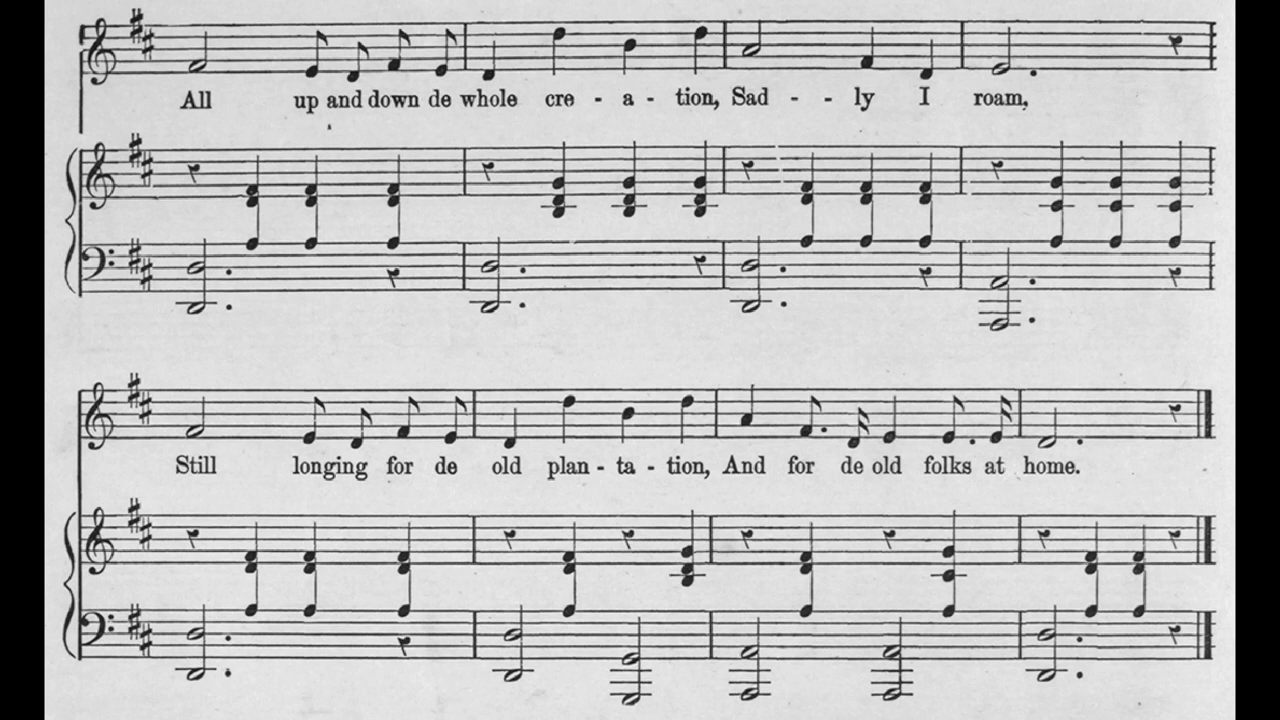 All up and down de whole cre - a - tion, Sad - - ly I roam,
Still longing for de old plan - ta - tion, And for de old folks at home.